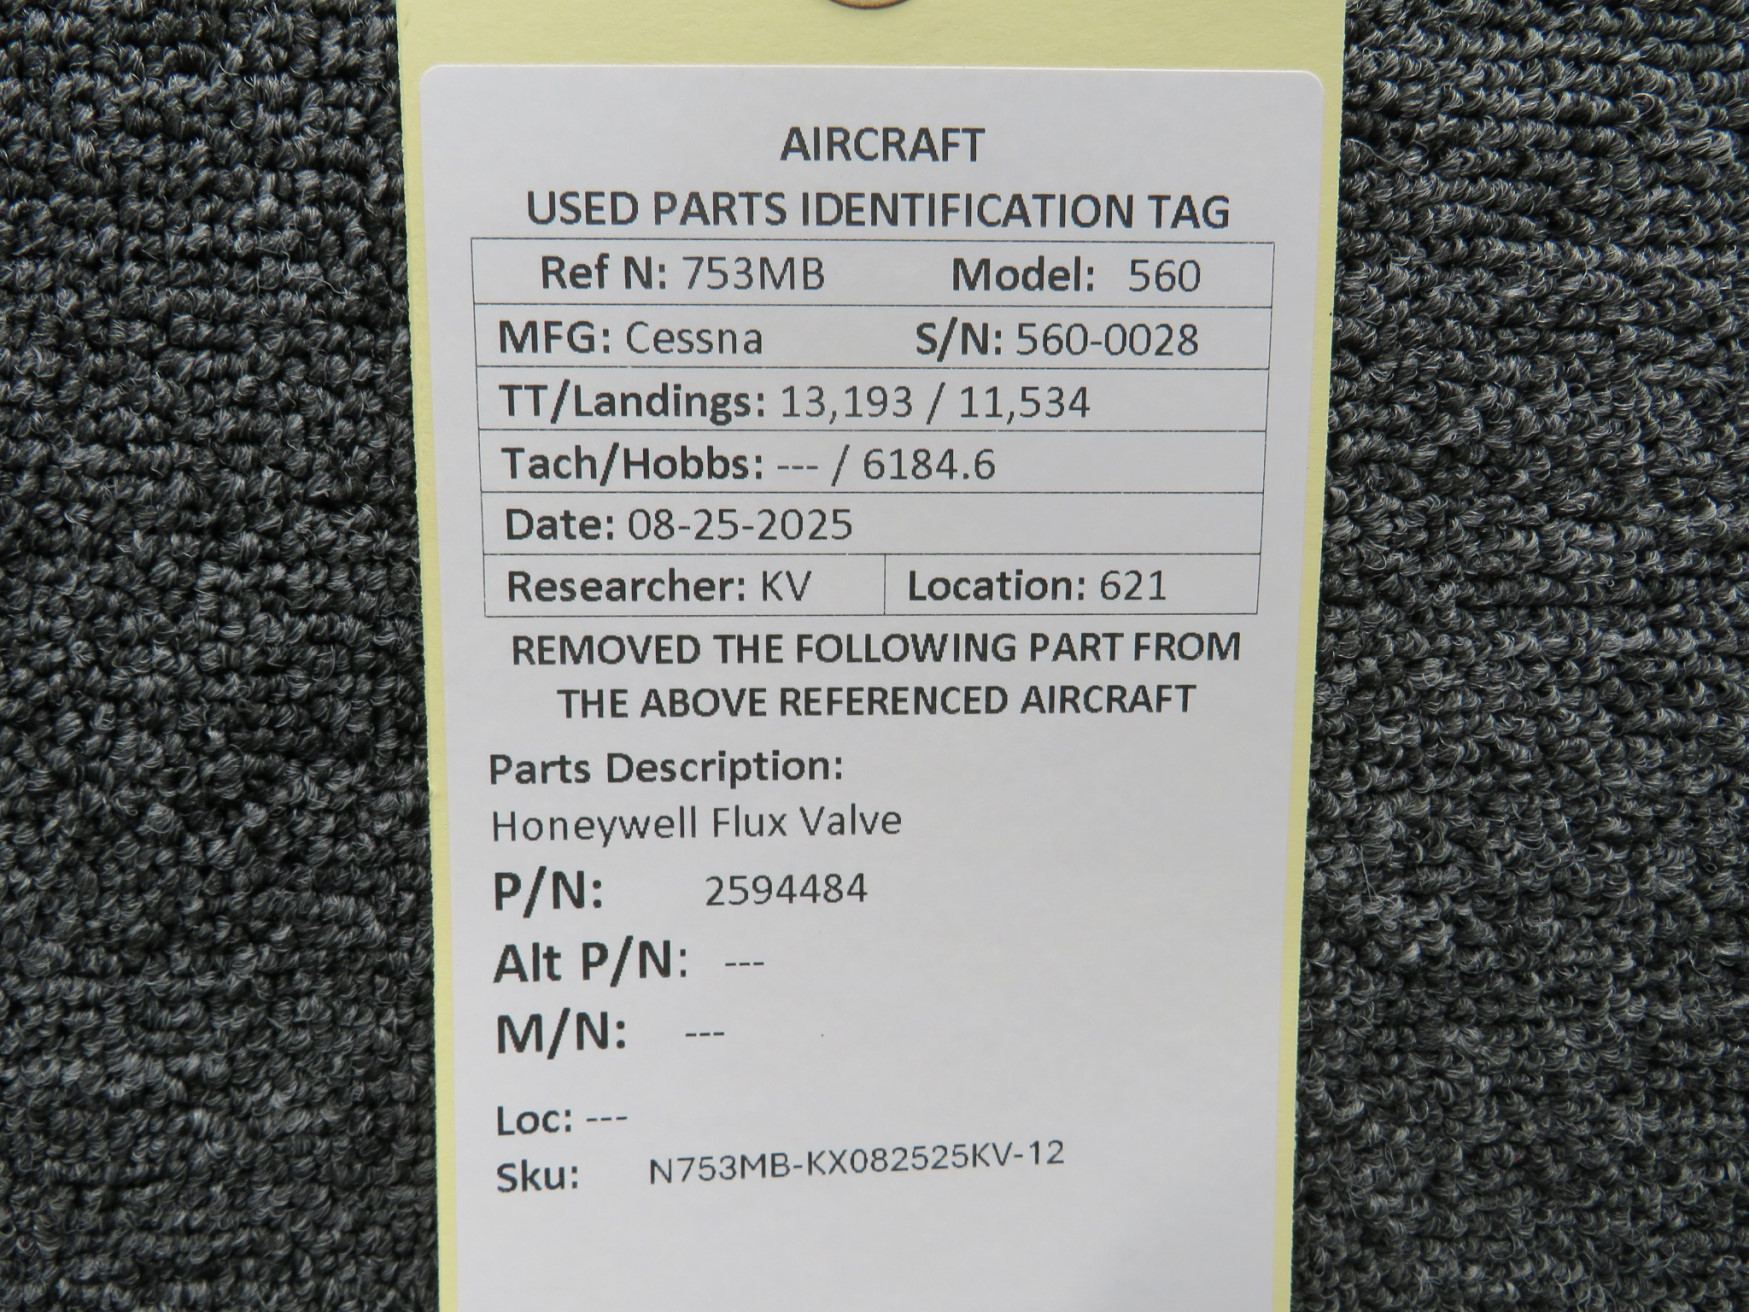 AIRCRAFT
USED PARTS IDENTIFICATION TAG
Ref N: 753MB Model: 560
MFG: Cessna S/N: 560-0028
TT/Landings: 13,193 / 11,534
Tach/Hobbs: --- / 6184.6
Date: 08-25-2025
Researcher: KV Location: 621
REMOVED THE FOLLOWING PART FROM
THE ABOVE REFERENCED AIRCRAFT
Parts Description:
Honeywell Flux Valve
P/N: 2594484
Alt P/N: ---
M/N: ---
Loc: ---
Sku: N753MB-KX082525KV-12